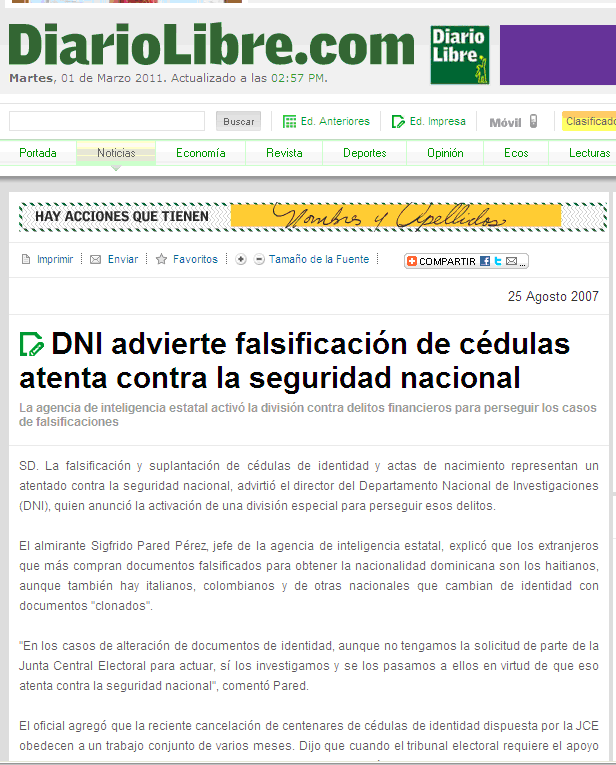 DiarioLibre.com
Diario
Libre
Martes, 01 de Marzo 2011. Actualizado a las 02:57 PM.
Buscar
Ed. Anteriores
Ed. Impresa
Móvil
Clasificado
Portada
Noticias
Economía
Revista
Deportes
Opinión
Ecos
Lecturas
HAY ACCIONES QUE TIENEN Nombres y Apellidos
Imprimir
Enviar
Favoritos
Tamaño de la Fuente
COMPARTIR
25 Agosto 2007
DNI advierte falsificación de cédulas
atenta contra la seguridad nacional
La agencia de inteligencia estatal activó la división contra delitos financieros para perseguir los casos
de falsificaciones
SD. La falsificación y suplantación de cédulas de identidad y actas de nacimiento representan un
atentado contra la seguridad nacional, advirtió el director del Departamento Nacional de Investigaciones
(DNI), quien anunció la activación de una división especial para perseguir esos delitos.
El almirante Sigfrido Pared Pérez, jefe de la agencia de inteligencia estatal, explicó que los extranjeros
que más compran documentos falsificados para obtener la nacionalidad dominicana son los haitianos,
aunque también hay italianos, colombianos y de otras nacionales que cambian de identidad con
documentos "clonados".
"En los casos de alteración de documentos de identidad, aunque no tengamos la solicitud de parte de la
Junta Central Electoral para actuar, sí los investigamos y se los pasamos a ellos en virtud de que eso
atenta contra la seguridad nacional", comentó Pared.
El oficial agregó que la reciente cancelación de centenares de cédulas de identidad dispuesta por la JCE
obedecen a un trabajo conjunto de varios meses. Dijo que cuando el tribunal electoral requiere el apoyo